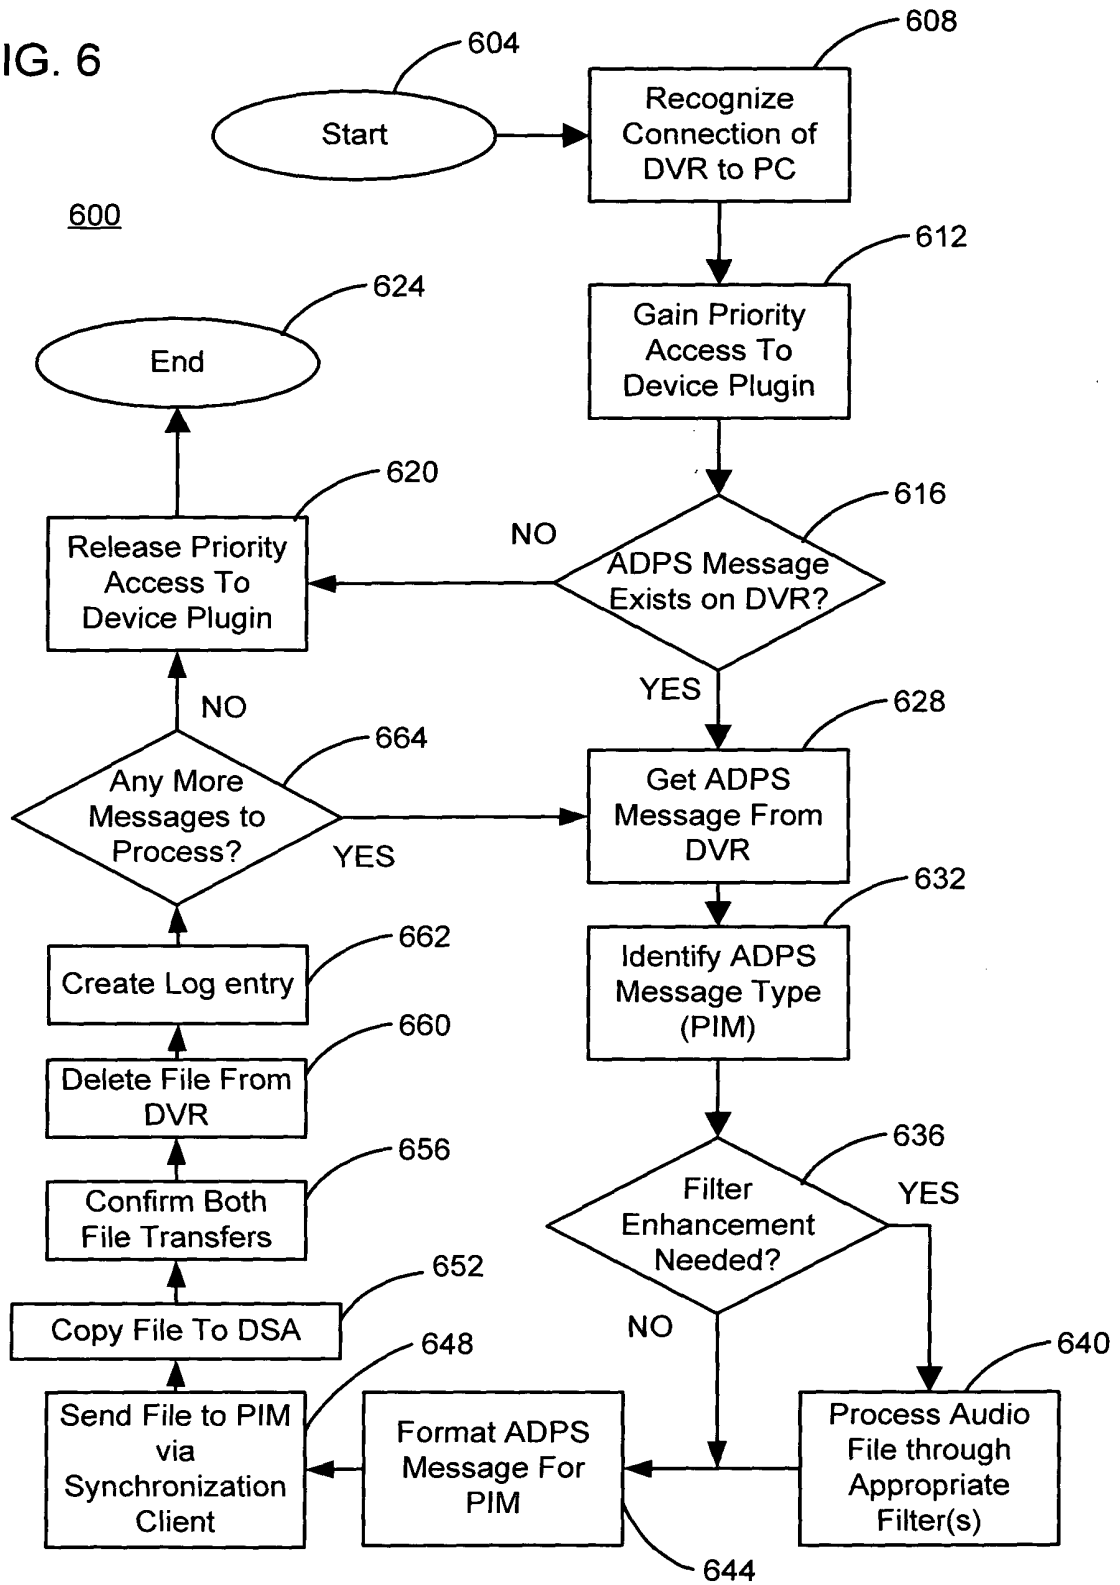 IG. 6
604
608
Start
Recognize
Connection of
DVR to PC
600
612
624
Gain Priority
Access To
Device Plugin
End
620
616
NO
Release Priority
Access To
Device Plugin
ADPS Message
Exists on DVR?
YES
NO
628
664
Any More
Messages to
Process?
YES
Get ADPS
Message From
DVR
632
662
Create Log entry
Identify ADPS
Message Type
(PIM)
660
Delete File From
DVR
656
636
YES
Confirm Both
File Transfers
Filter
Enhancement
Needed?
652
NO
Copy File To DSA
648
640
Send File to PIM
via
Synchronization
Client
Format ADPS
Message For
PIM
Process Audio
File through
Appropriate
Filter(s)
644